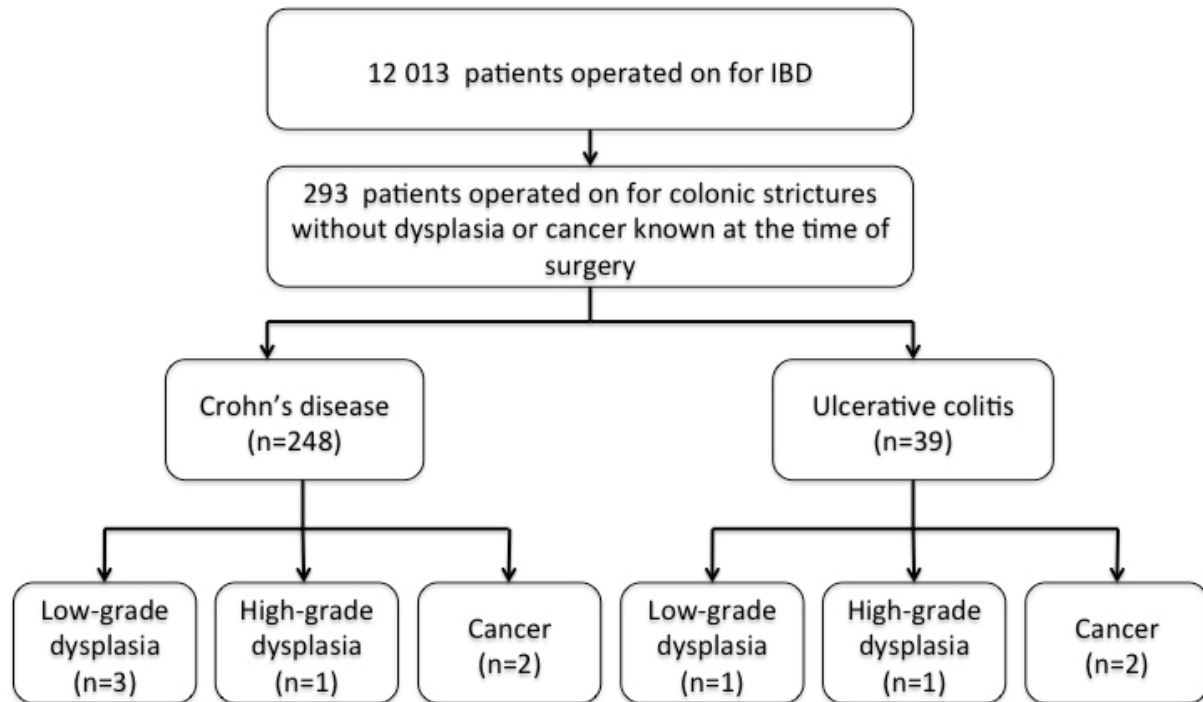 12 013 patients operated on for IBD
293 patients operated on for colonic strictures
without dysplasia or cancer known at the time of
surgery
Crohn's disease
(n=248)
Ulcerative colitis
(n=39)
Low-grade
dysplasia
(n=3)
High-grade
dysplasia
(n=1)
Cancer
(n=2)
Low-grade
dysplasia
(n=1)
High-grade
dysplasia
(n=1)
Cancer
(n=2)